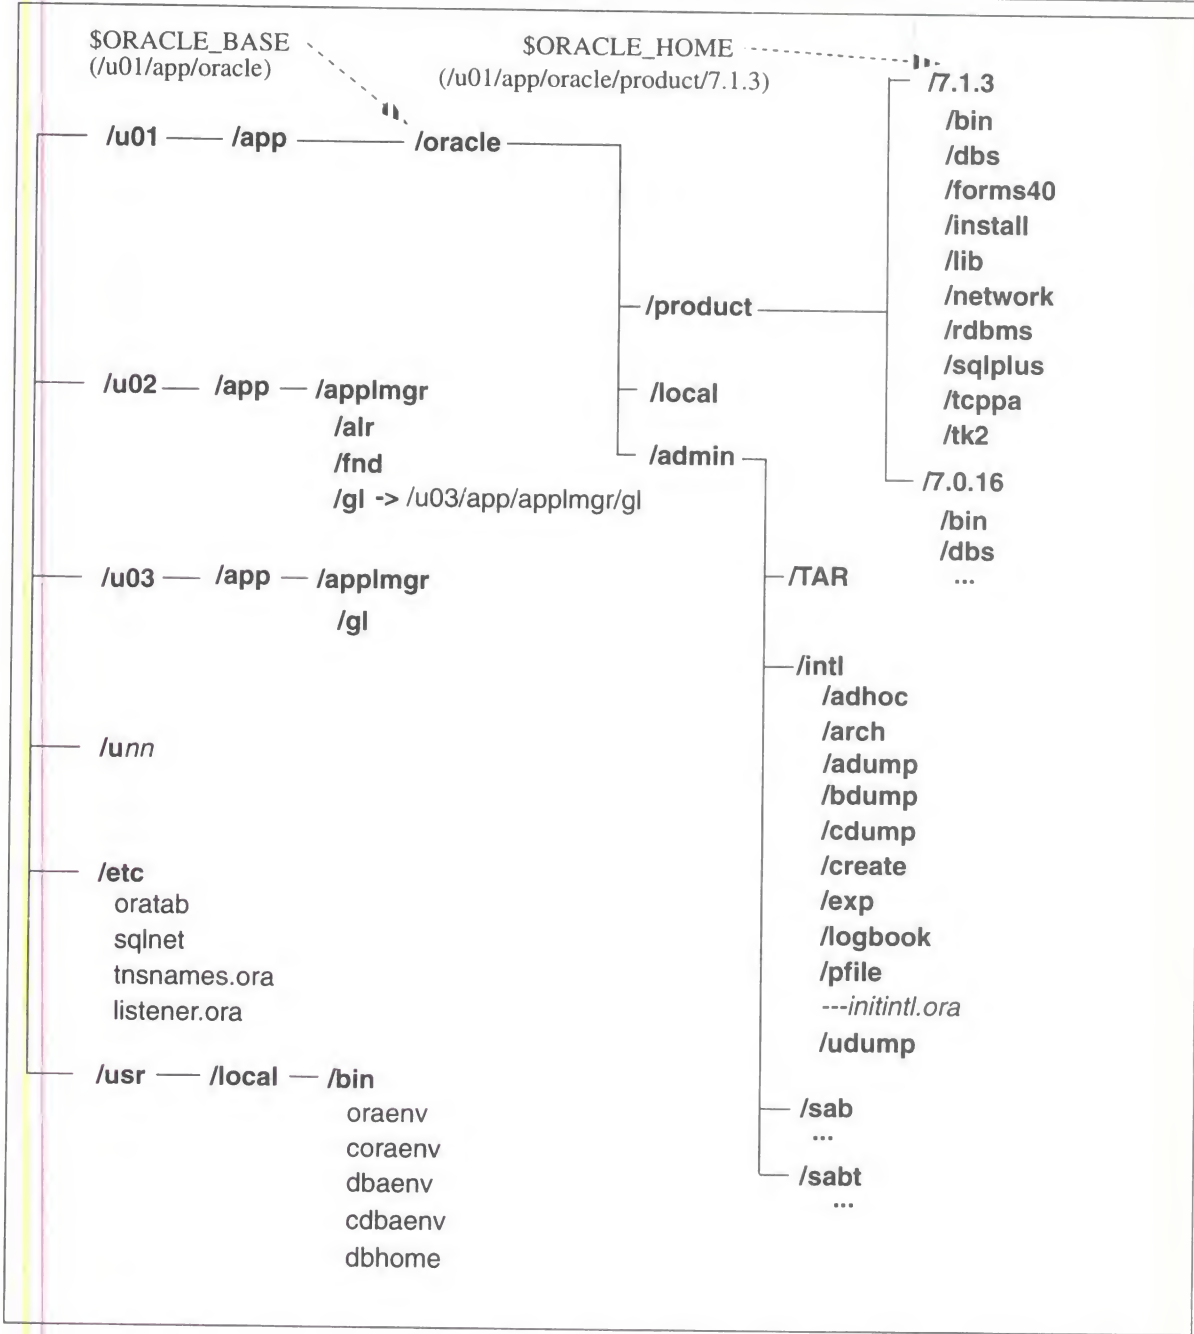 $ORACLE_BASE
(/u01/app/oracle)
$ORACLE_HOME
(/u01/app/oracle/product/7.1.3)
/u01 /app /oracle
/product
/local
/admin
/7.1.3
/bin
/dbs
/forms40
/install
/lib
/network
/rdbms
/sqlplus
/tcppa
/tk2
/7.0.16
/bin
/dbs
...
/u02 /app /applmgr
/alr
/fnd
/gl -> /u03/app/applmgr/gl
/u03 /app /applmgr
/gl
/unn
/etc
oratab
sqlnet
tnsnames.ora
listener.ora
/usr /local /bin
oraenv
coraenv
dbaenv
cdbaenv
dbhome
/TAR
/intl
/adhoc
/arch
/adump
/bdump
/cdump
/create
/exp
/logbook
/pfile
---initintl.ora
/udump
/sab
...
/sabt
...